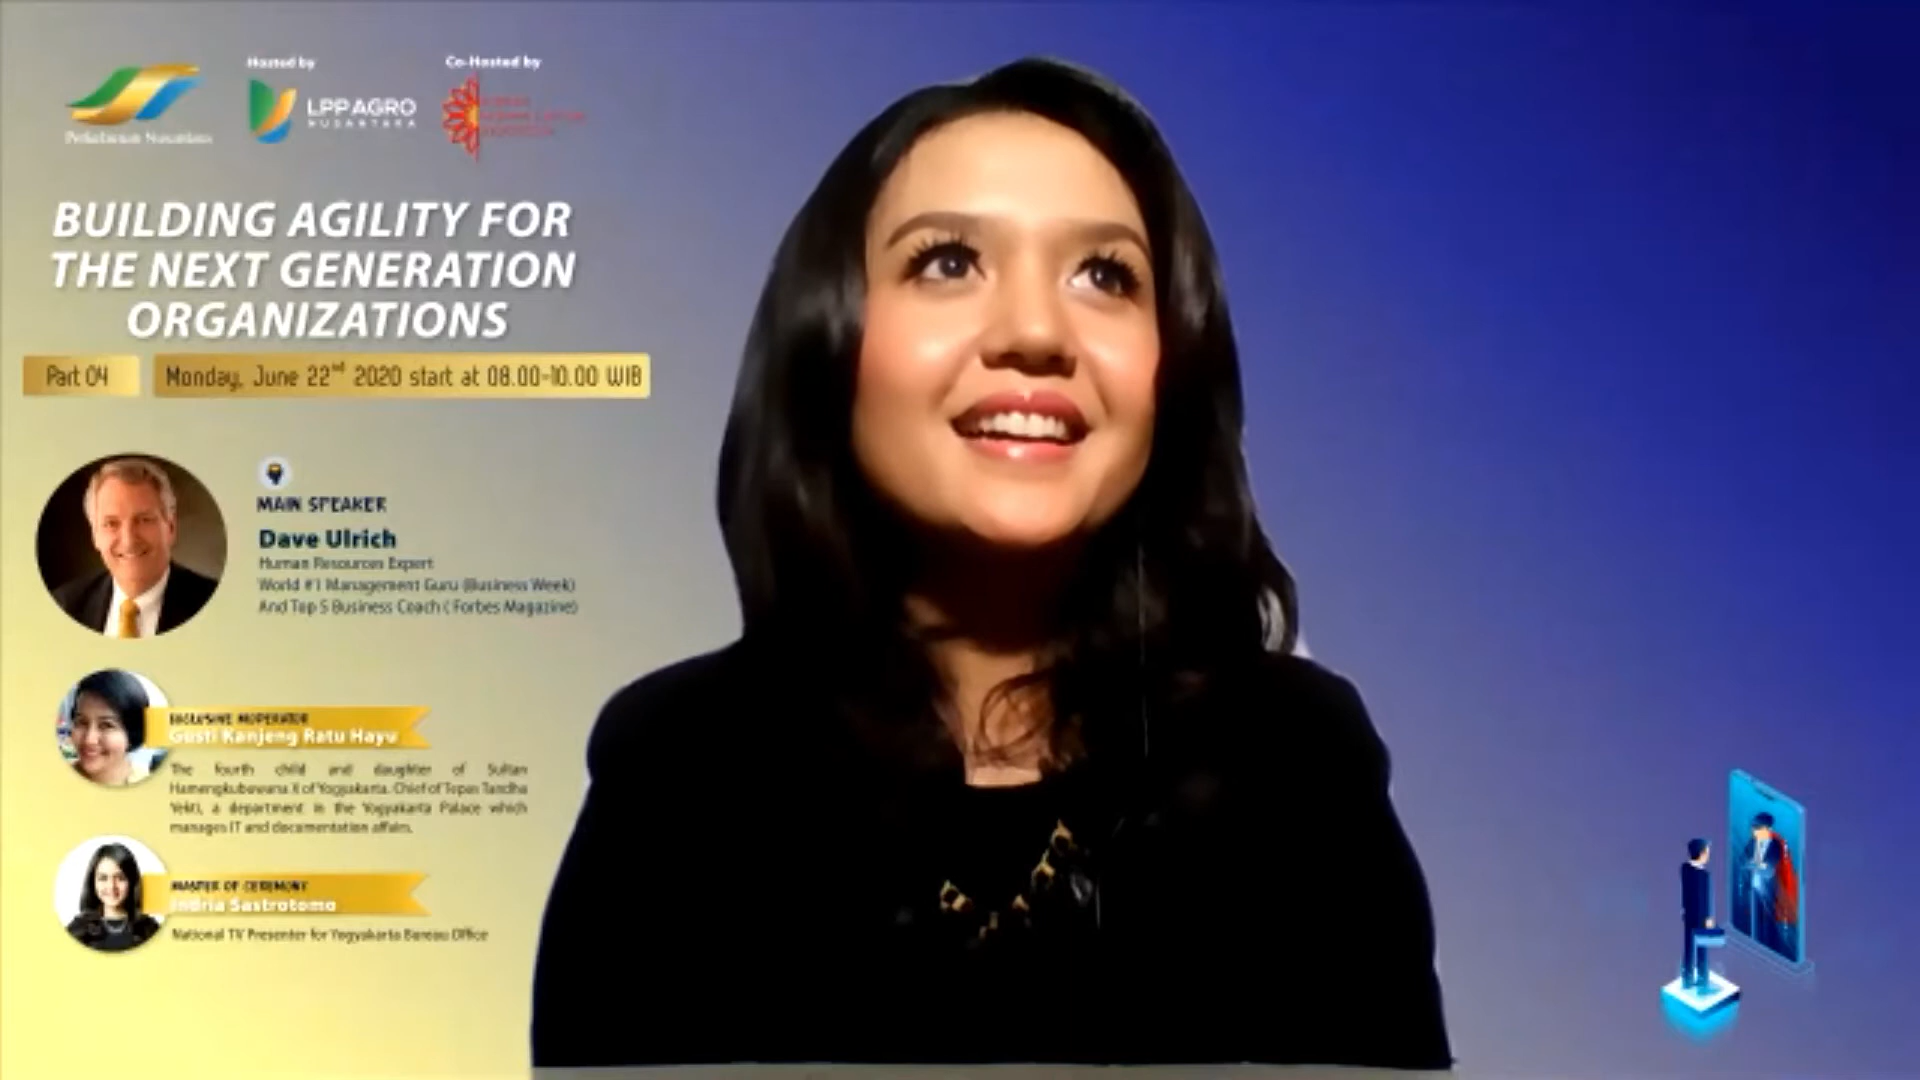 Hosted by
Co-Hosted by
Perkebunan Nusantara
LPP AGRO
NUSANTARA
BUILDING AGILITY FOR
THE NEXT GENERATION
ORGANIZATIONS
Part 04
Monday, June 22nd 2020 start at 08.00-10.00 WIB
MAIN SPEAKER
Dave Ulrich
Human Resources Expert
World #1 Management Guru (Business Week)
And Top 5 Business Coach ( Forbes Magazine)
EXCLUSIVE MODERATOR
Gusti Kanjeng Ratu Hayu
The fourth child and daughter of Sultan
Hamengkubuwana X of Yogyakarta. Chief of Tepas Tandha
Yekti, a department in the Yogyakarta Palace which
manages IT and documentation affairs.
MASTER OF CEREMONY
Indria Sastrotomo
National TV Presenter for Yogyakarta Bureau Office